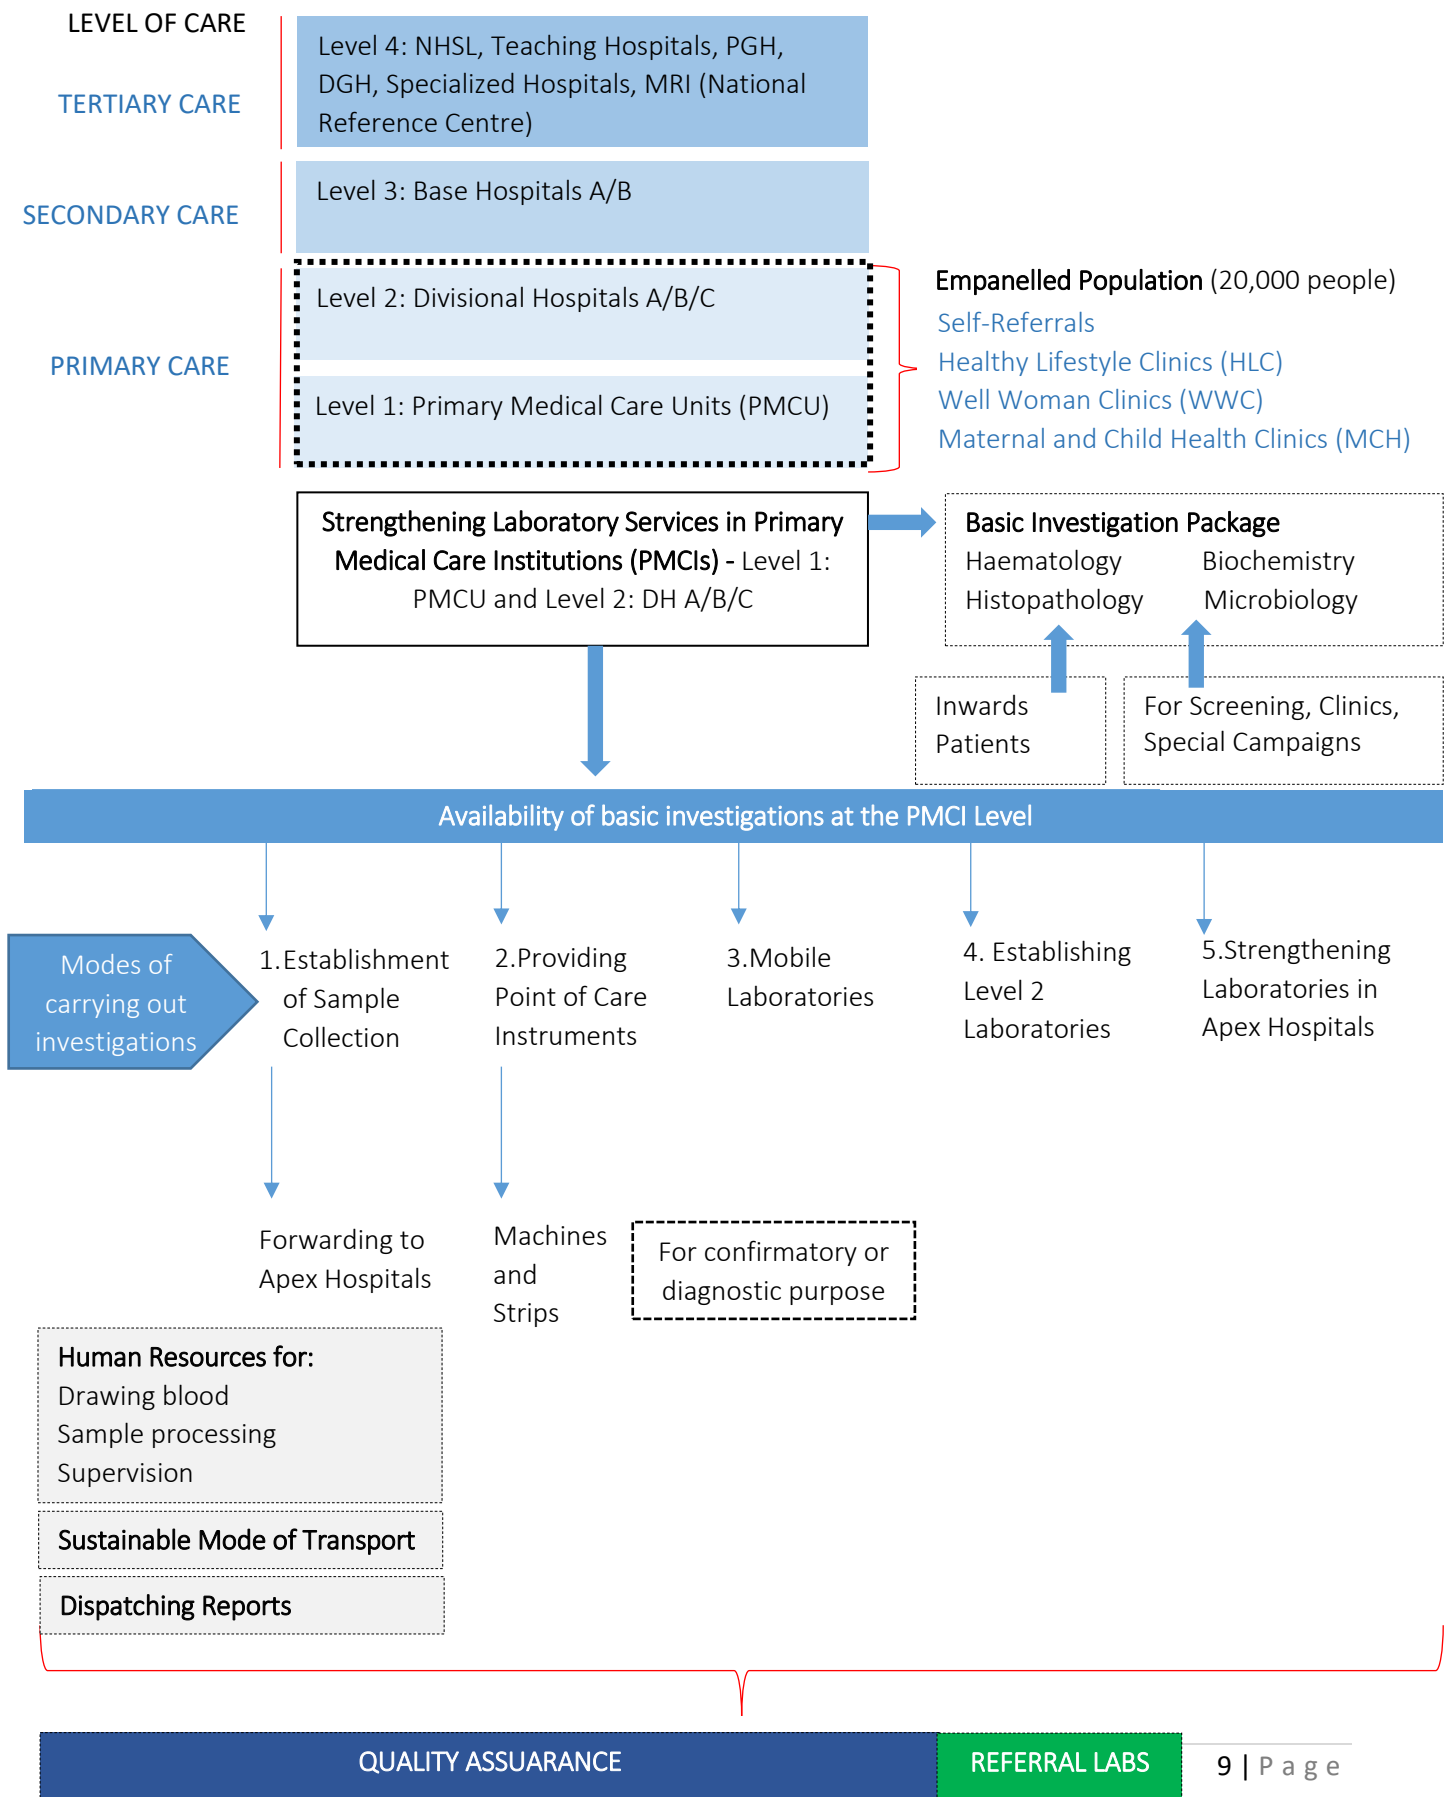 LEVEL OF CARE
TERTIARY CARE
Level 4: NHSL, Teaching Hospitals, PGH,
DGH, Specialized Hospitals, MRI (National
Reference Centre)
SECONDARY CARE
Level 3: Base Hospitals A/B
PRIMARY CARE
Level 2: Divisional Hospitals A/B/C
Level 1: Primary Medical Care Units (PMCU)
Empanelled Population (20,000 people)
Self-Referrals
Healthy Lifestyle Clinics (HLC)
Well Woman Clinics (WWC)
Maternal and Child Health Clinics (MCH)
Strengthening Laboratory Services in Primary
Medical Care Institutions (PMCIs) - Level 1:
PMCU and Level 2: DH A/B/C
Basic Investigation Package
Haematology Biochemistry
Histopathology Microbiology
Inwards
Patients
For Screening, Clinics,
Special Campaigns
Availability of basic investigations at the PMCI Level
Modes of
carrying out
investigations
1.Establishment
of Sample
Collection
2.Providing
Point of Care
Instruments
3.Mobile
Laboratories
4. Establishing
Level 2
Laboratories
5.Strengthening
Laboratories in
Apex Hospitals
Forwarding to
Apex Hospitals
Machines
and
Strips
For confirmatory or
diagnostic purpose
Human Resources for:
Drawing blood
Sample processing
Supervision
Sustainable Mode of Transport
Dispatching Reports
QUALITY ASSUARANCE
REFERRAL LABS
9 | Page